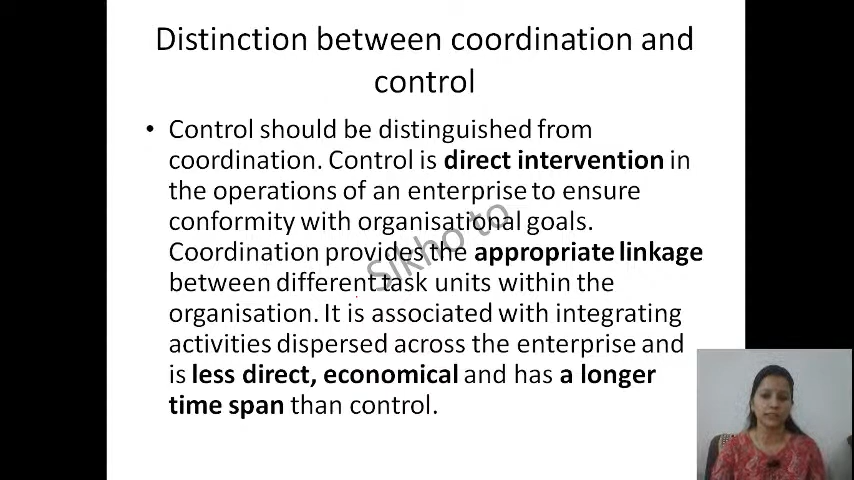 Distinction between coordination and
control
• Control should be distinguished from
coordination. Control is direct intervention in
the operations of an enterprise to ensure
conformity with organisational goals.
Coordination provides the appropriate linkage
between different task units within the
organisation. It is associated with integrating
activities dispersed across the enterprise and
is less direct, economical and has a longer
time span than control.
Sikho to